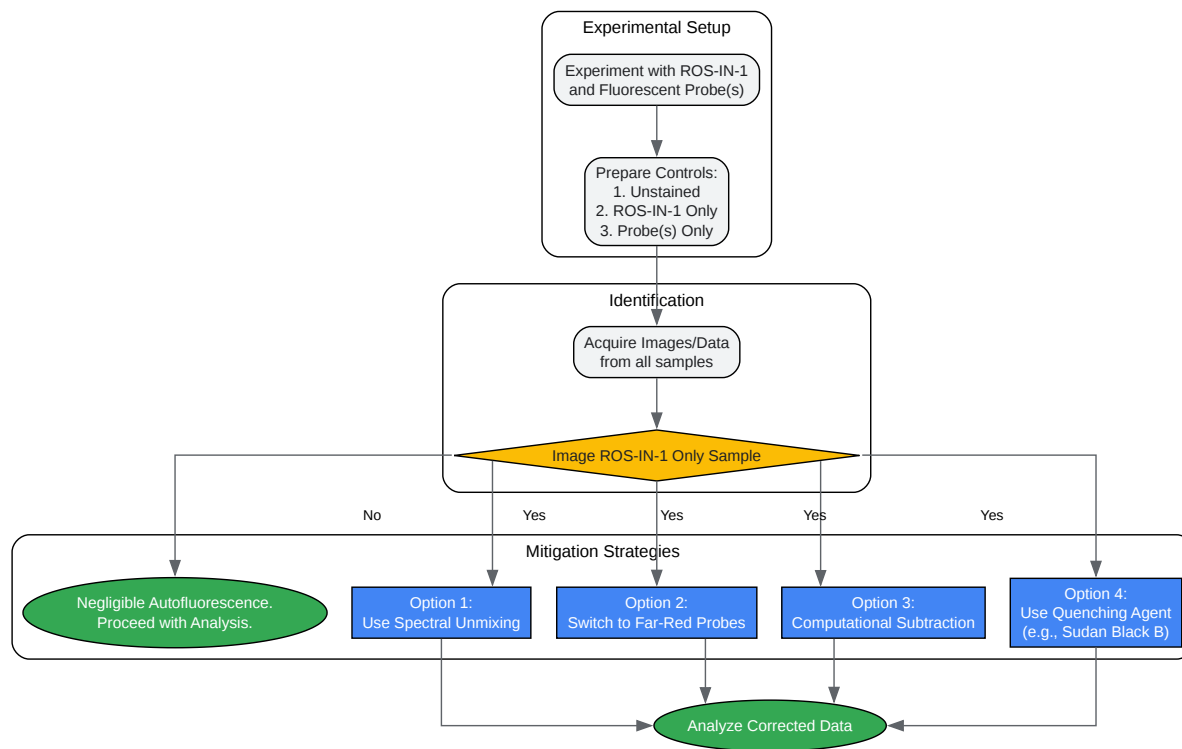 Experimental Setup
Experiment with ROS-IN-1
and Fluorescent Probe(s)
Prepare Controls:
1. Unstained
2. ROS-IN-1 Only
3. Probe(s) Only
Identification
Acquire Images/Data
from all samples
Image ROS-IN-1 Only Sample
No
Yes
Yes
Yes
Yes
Mitigation Strategies
Negligible Autofluorescence.
Proceed with Analysis.
Option 1:
Use Spectral Unmixing
Option 2:
Switch to Far-Red Probes
Option 3:
Computational Subtraction
Option 4:
Use Quenching Agent
(e.g., Sudan Black B)
Analyze Corrected Data